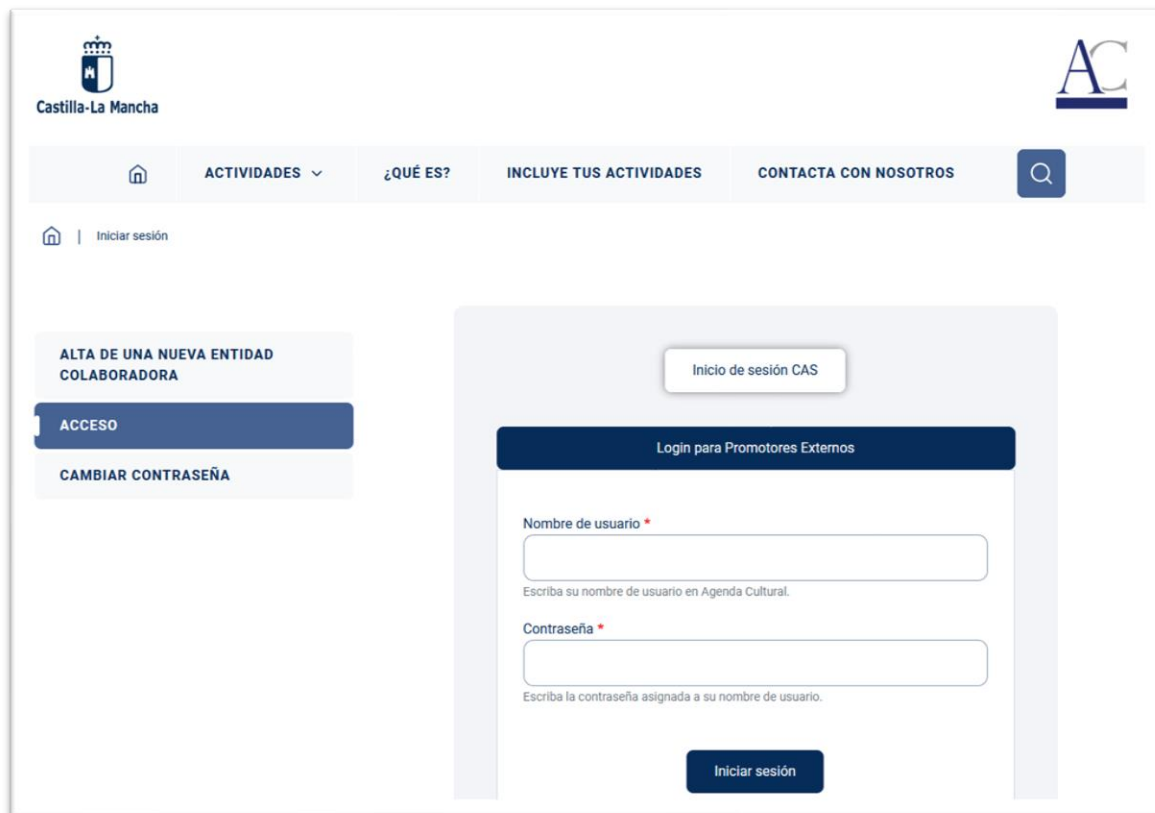 Castilla-La Mancha
AC
ACTIVIDADES
¿QUÉ ES?
INCLUYE TUS ACTIVIDADES
CONTACTA CON NOSOTROS
| Iniciar sesión
ALTA DE UNA NUEVA ENTIDAD
COLABORADORA
ACCESO
CAMBIAR CONTRASEÑA
Inicio de sesión CAS
Login para Promotores Externos
Nombre de usuario *
Escriba su nombre de usuario en Agenda Cultural.
Contraseña *
Escriba la contraseña asignada a su nombre de usuario.
Iniciar sesión